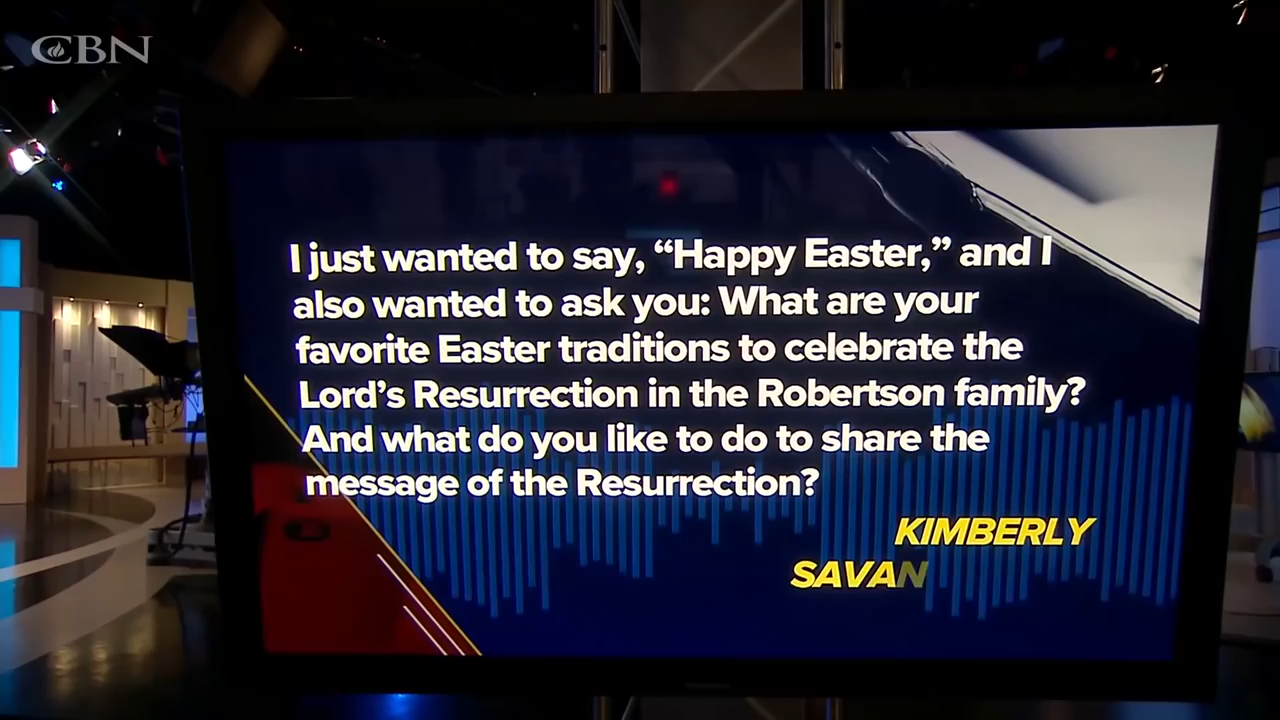 CBN
I just wanted to say, “Happy Easter,” and I
also wanted to ask you: What are your
favorite Easter traditions to celebrate the
Lord’s Resurrection in the Robertson family?
And what do you like to do to share the
message of the Resurrection?
KIMBERLY
SAVAN